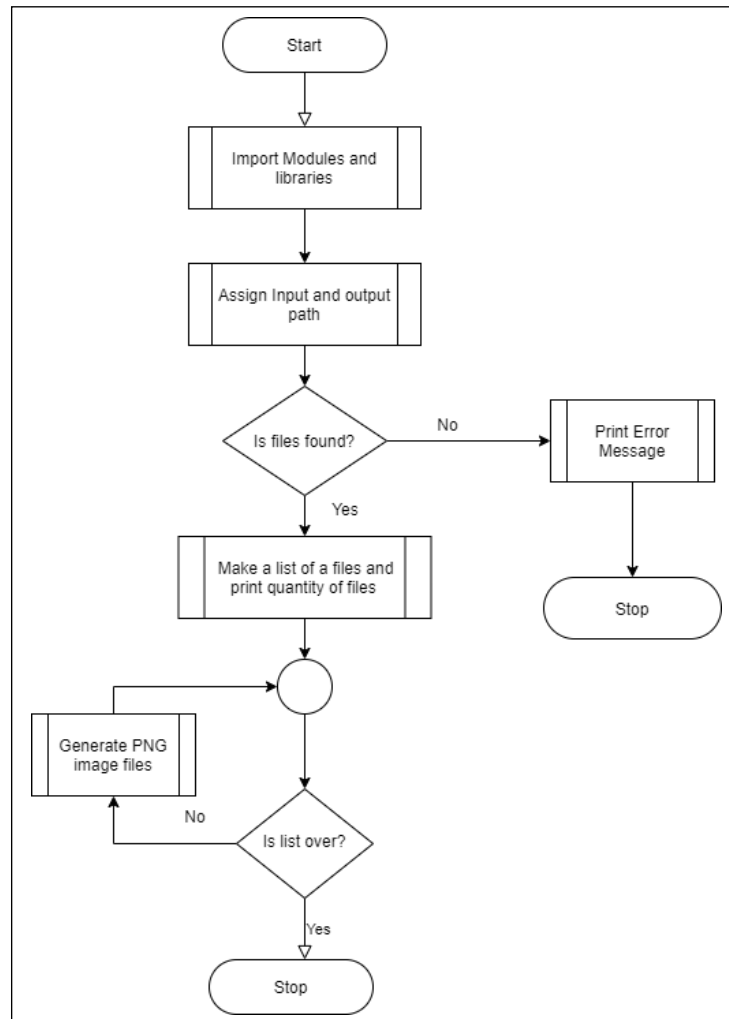 Start
Import Modules and
libraries
Assign Input and output
path
Is files found?
No
Print Error
Message
Yes
Make a list of a files and
print quantity of files
Stop
Generate PNG
image files
No
Is list over?
Yes
Stop